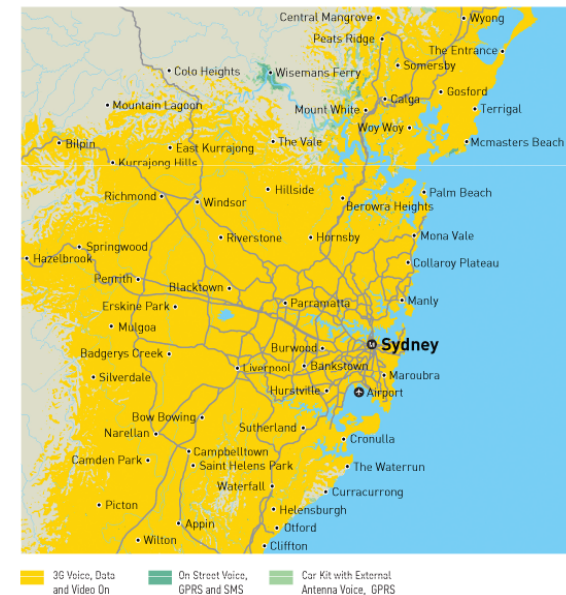 Central Mangrove
Wyong
Peats Ridge
The Entrance
Somersby
Colo Heights
Wisemans Ferry
Gosford
Calga
Mountain Lagoon
Mount White
Terrigal
Woy Woy
Bilpin
East Kurrajong
The Vale
Mcmasters Beach
Kurrajong Hills
Hillside
Palm Beach
Richmond
Windsor
Berowra Heights
Riverstone
Hornsby
Mona Vale
Springwood
Hazelbrook
Collaroy Plateau
Penrith
Blacktown
Erskine Park
Parramatta
Manly
Mulgoa
Sydney
Burwood
Badgerys Creek
Liverpool
Bankstown
Silverdale
Maroubra
Hurstville
Airport
Bow Bowing
Sutherland
Narellan
Cronulla
Campbelltown
Camden Park
Saint Helens Park
The Waterrun
Waterfall
Curracurrong
Picton
Helensburgh
Appin
Otford
Wilton
Cliffton
3G Voice, Data
and Video On
On Street Voice,
GPRS and SMS
Car Kit with External
Antenna Voice, GPRS